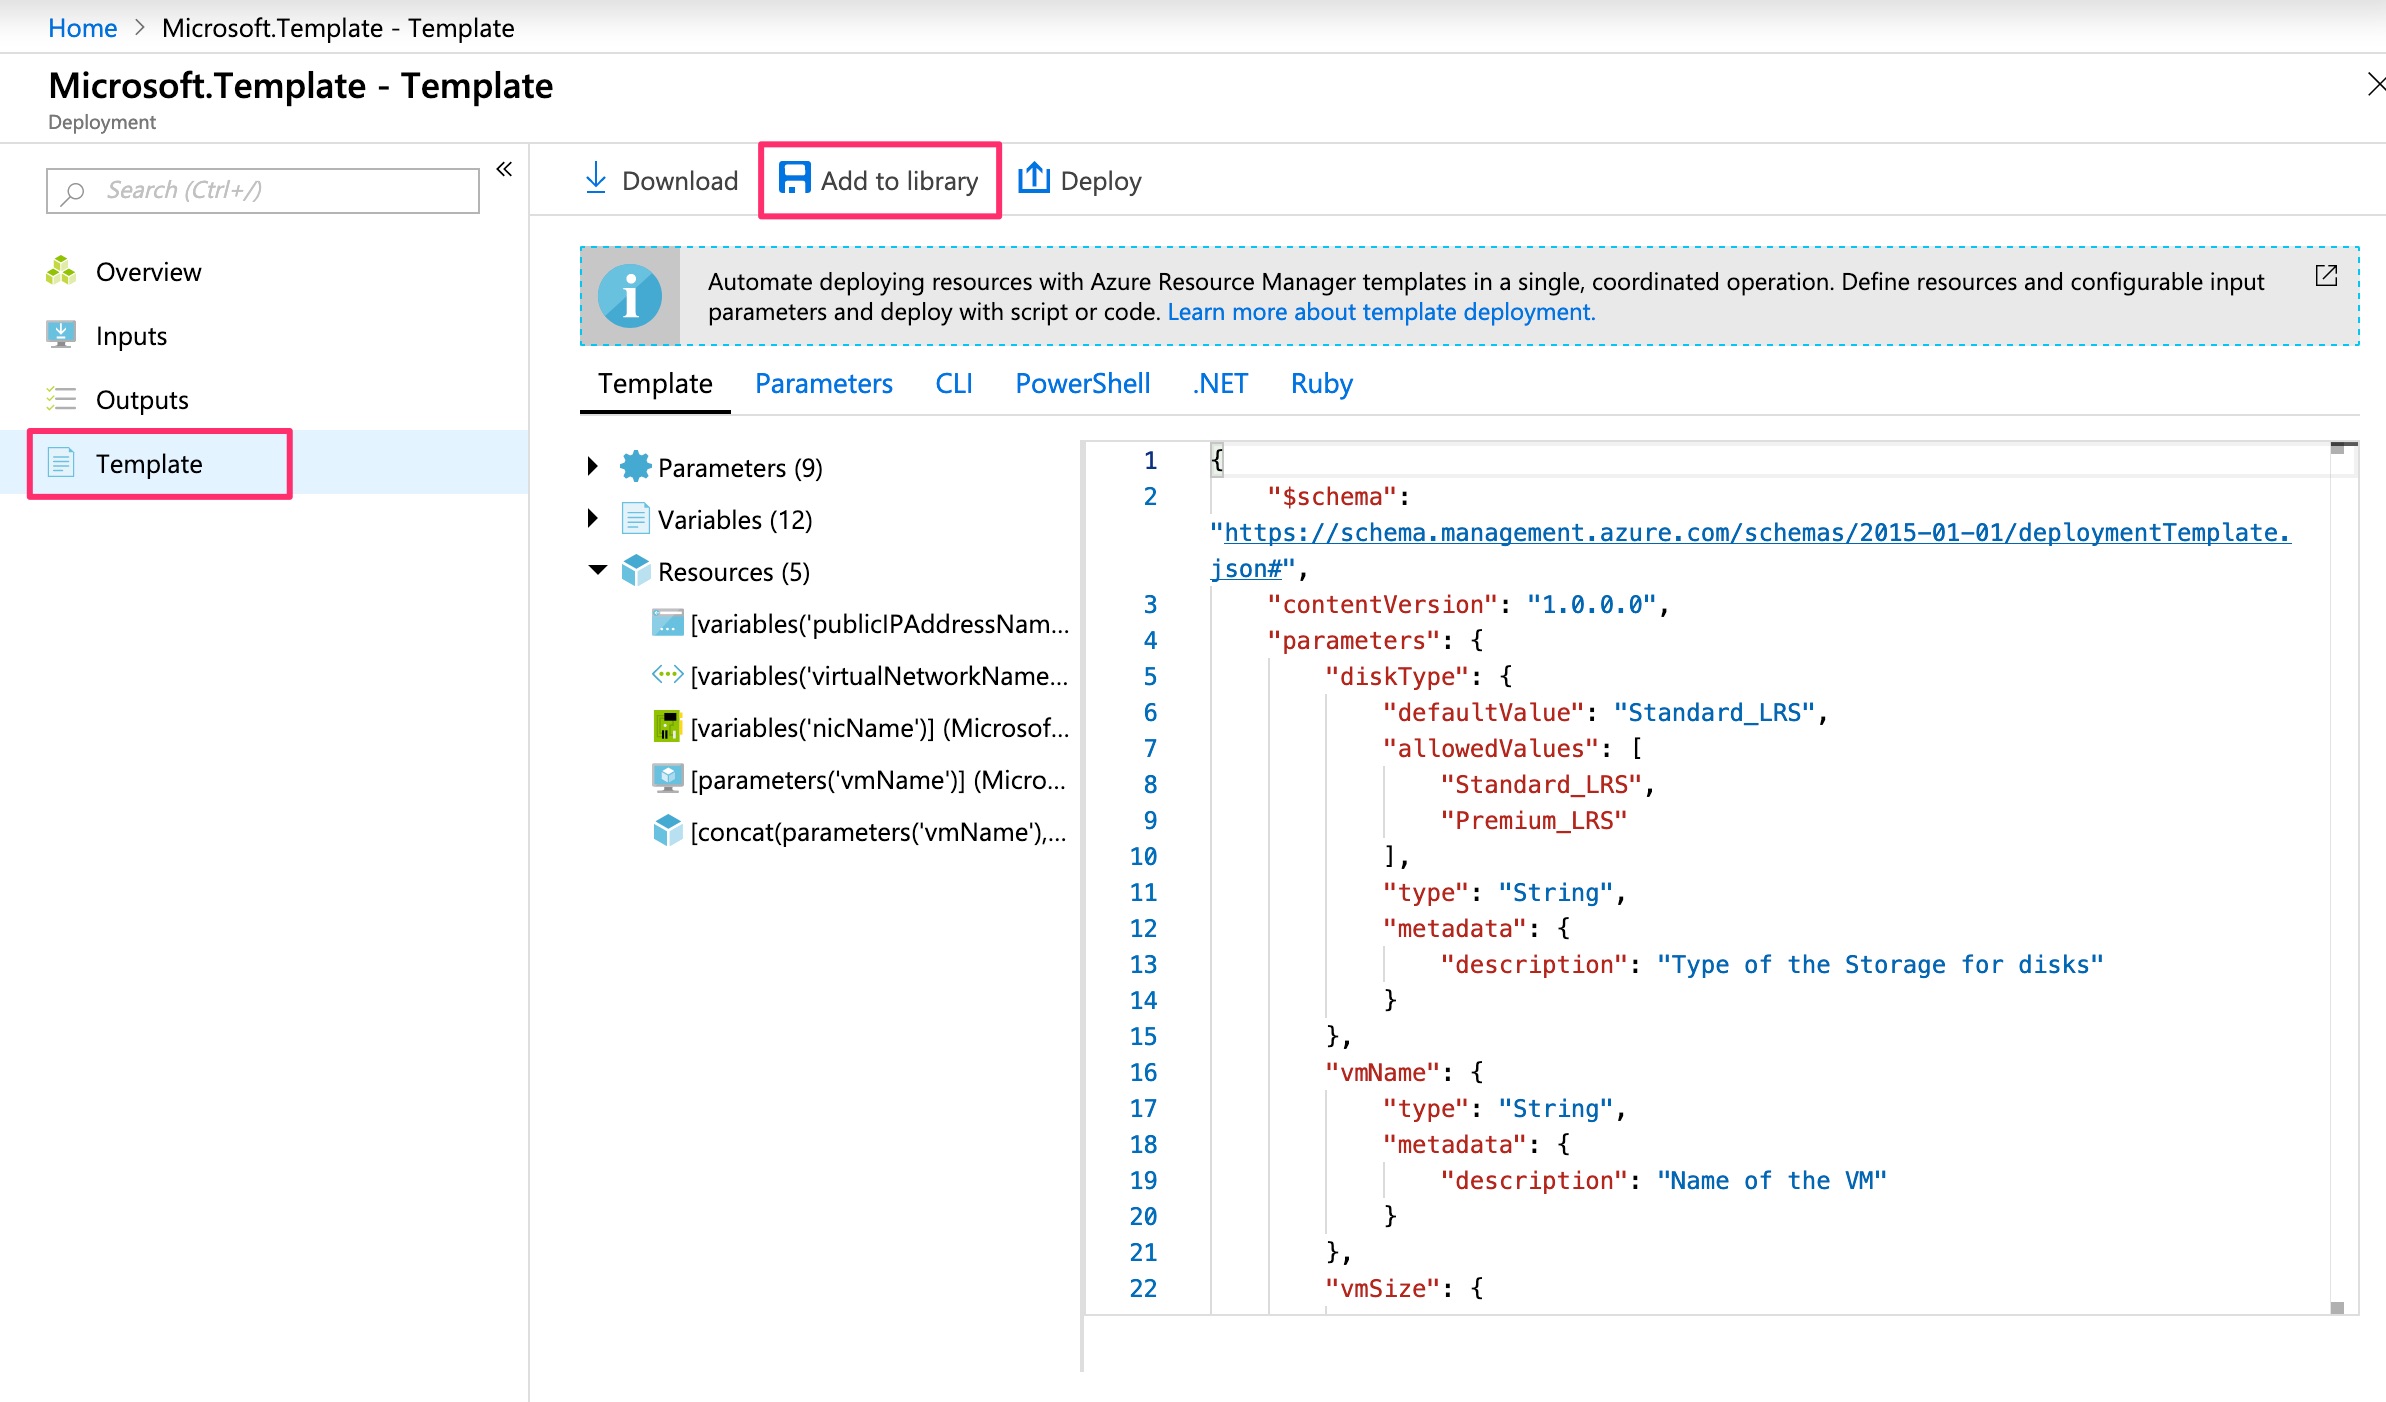 Home > Microsoft.Template - Template
Microsoft.Template - Template
Deployment
Search (Ctrl+/)
«
Overview
Inputs
Outputs
Template
Download
Add to library
Deploy
Automate deploying resources with Azure Resource Manager templates in a single, coordinated operation. Define resources and configurable input
parameters and deploy with script or code. Learn more about template deployment.
Template Parameters CLI PowerShell .NET Ruby
Parameters (9)
Variables (12)
Resources (5)
[variables('publicIPAddressNam...
[variables('virtualNetworkName...
[variables('nicName')] (Microsof...
[parameters('vmName')] (Micro...
[concat(parameters('vmName'),...
1 {
2 "$schema":
"https://schema.management.azure.com/schemas/2015-01-01/deploymentTemplate.
json#",
3 "contentVersion": "1.0.0.0",
4 "parameters": {
5 "diskType": {
6 "defaultValue": "Standard_LRS",
7 "allowedValues": [
8 "Standard_LRS",
9 "Premium_LRS"
10 ],
11 "type": "String",
12 "metadata": {
13 "description": "Type of the Storage for disks"
14 }
15 },
16 "vmName": {
17 "type": "String",
18 "metadata": {
19 "description": "Name of the VM"
20 }
21 },
22 "vmSize": {